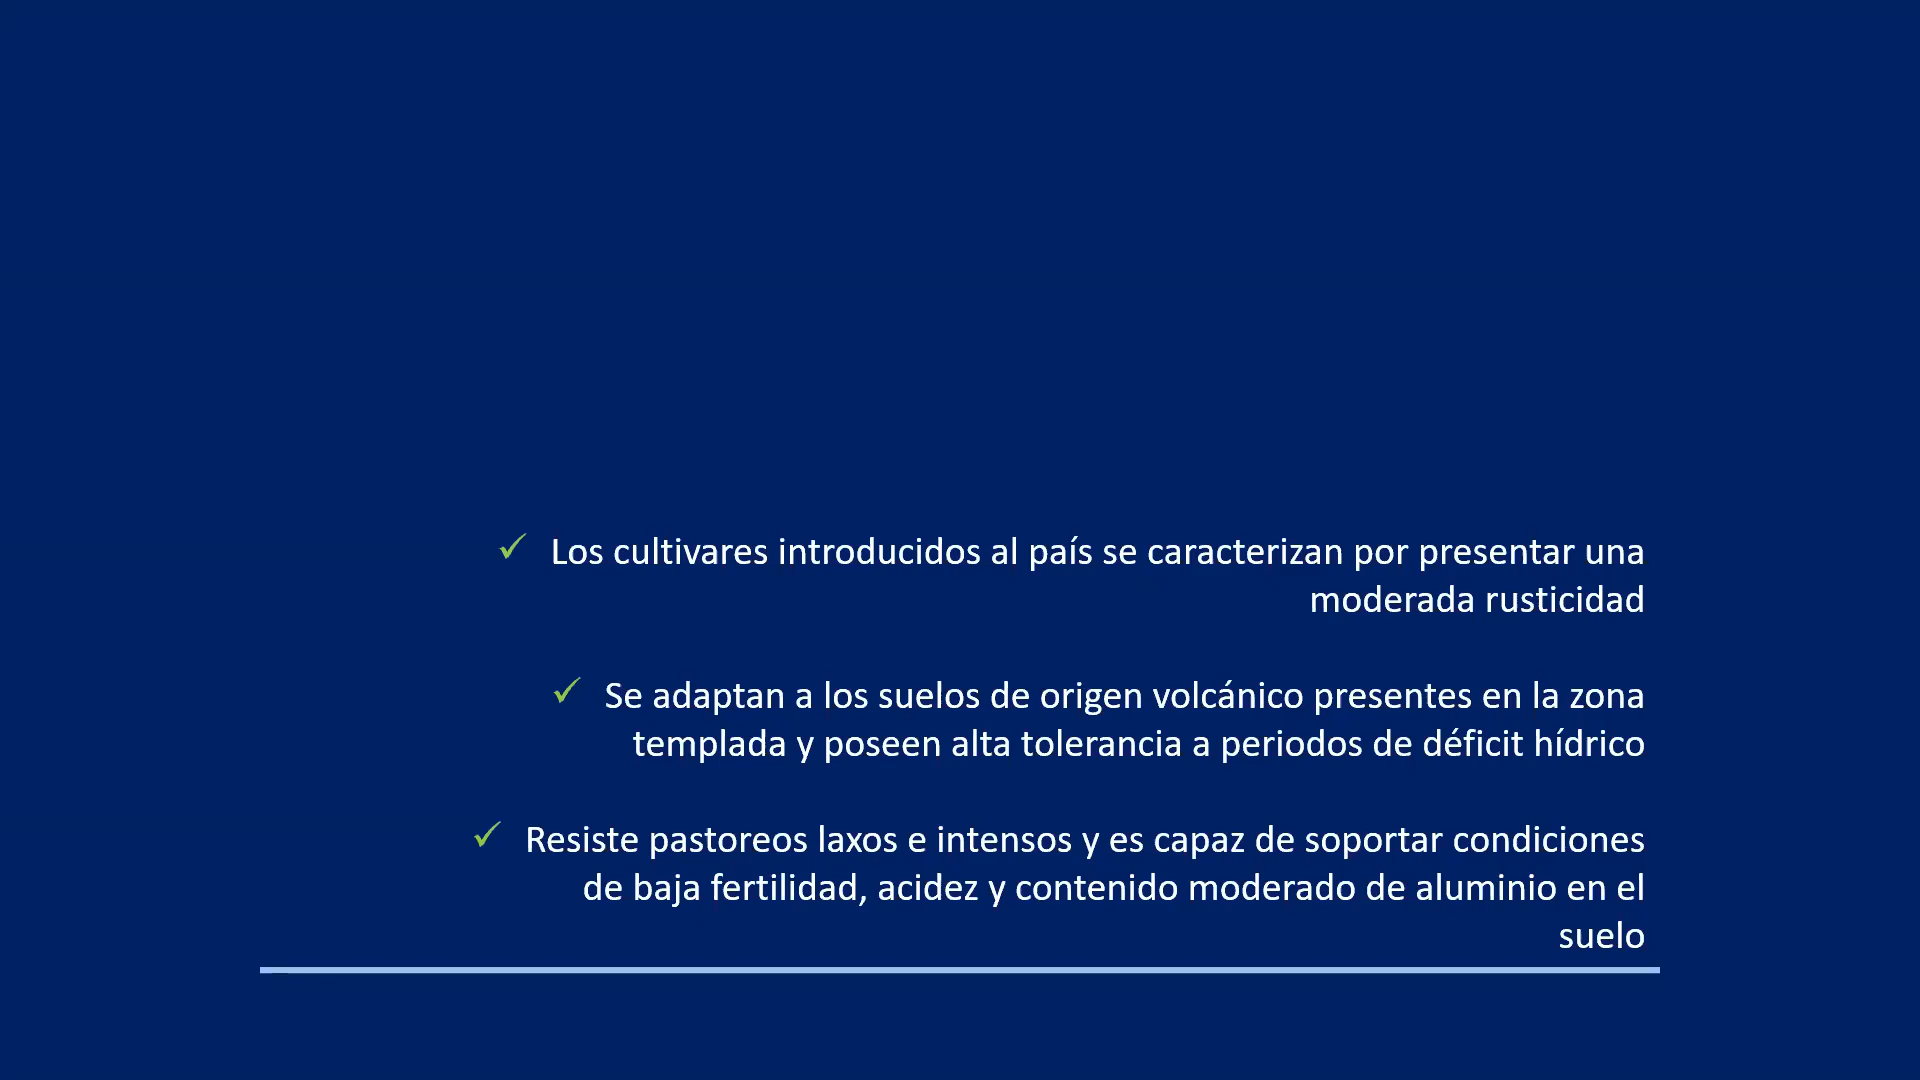 ✓ Los cultivares introducidos al país se caracterizan por presentar una
moderada rusticidad
✓ Se adaptan a los suelos de origen volcánico presentes en la zona
templada y poseen alta tolerancia a periodos de déficit hídrico
✓ Resiste pastoreos laxos e intensos y es capaz de soportar condiciones
de baja fertilidad, acidez y contenido moderado de aluminio en el
suelo